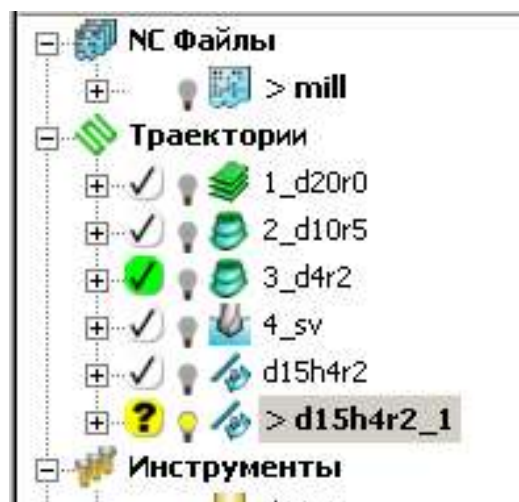 NC Файлы
> mill
Траектории
1_d20r0
2_d10r5
3_d4r2
4_sv
d15h4r2
? > d15h4r2_1
Инструменты